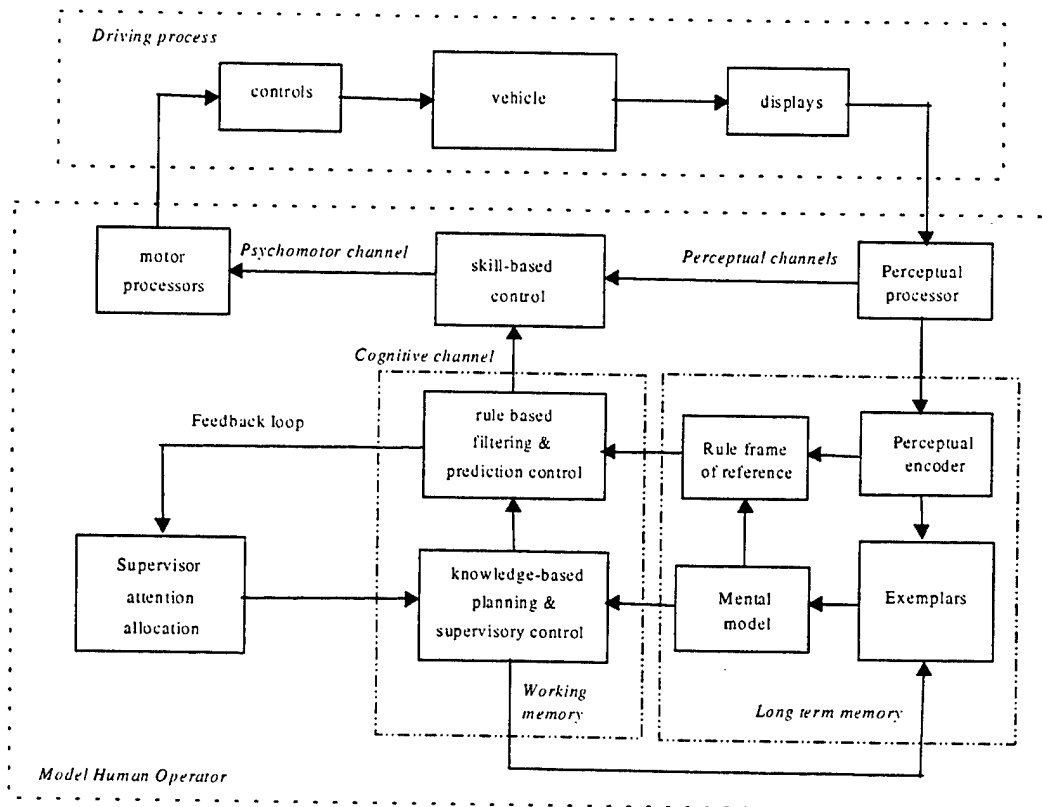 Driving process
controls
vehicle
displays
motor
processors
Psychomotor channel
skill-based
control
Perceptual channels
Perceptual
processor
Cognitive channel
Feedback loop
rule based
filtering &
prediction control
Rule frame
of reference
Perceptual
encoder
Supervisor
attention
allocation
knowledge-based
planning &
supervisory control
Mental
model
Exemplars
Working
memory
Long term memory
Model Human Operator